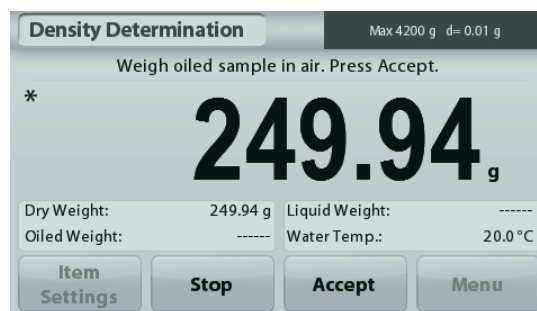 Density Determination
Max 4200 g d= 0.01 g
Weigh oiled sample in air. Press Accept.
*
249.94 g
Dry Weight: 249.94 g Liquid Weight: ------
Oiled Weight: ------ Water Temp.: 20.0 °C
Item Settings
Stop
Accept
Menu